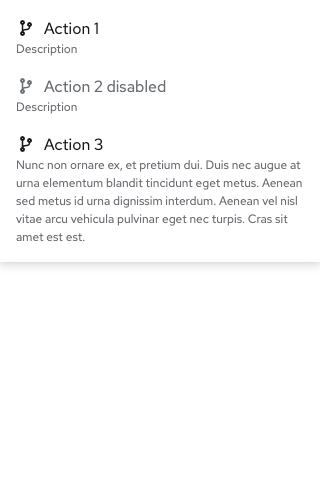 Action 1
Description
Action 2 disabled
Description
Action 3
Nunc non ornare ex, et pretium dui. Duis nec augue at
urna elementum blandit tincidunt eget metus. Aenean
sed metus id urna dignissim interdum. Aenean vel nisl
vitae arcu vehicula pulvinar eget nec turpis. Cras sit
amet est est.